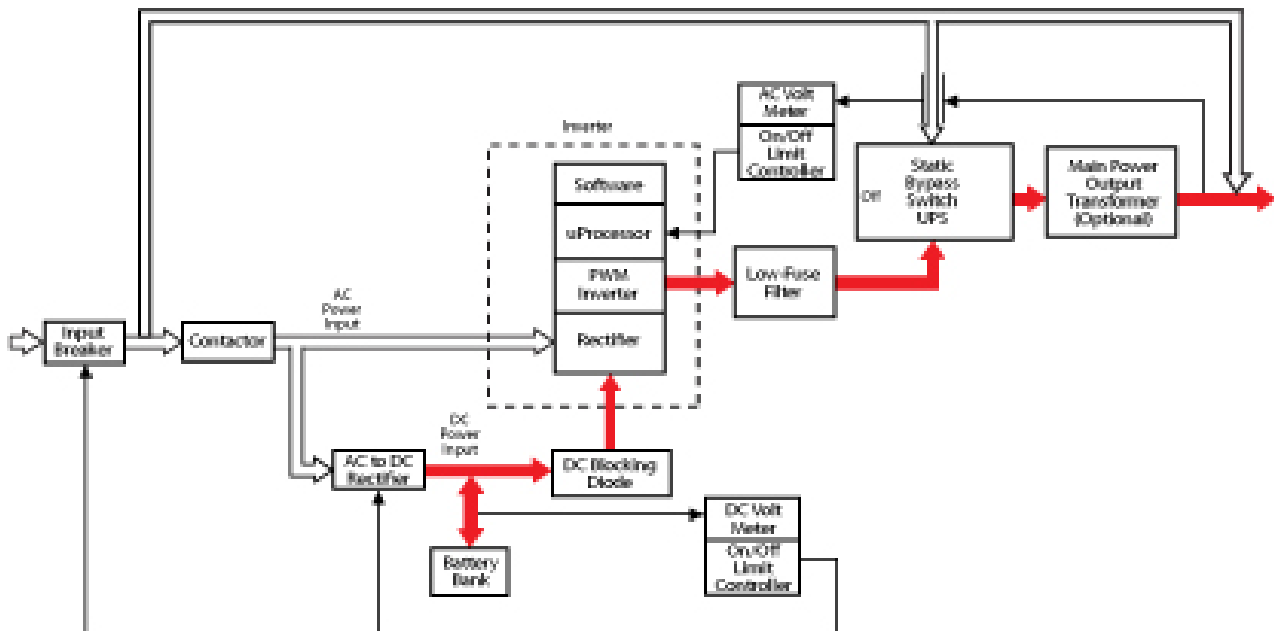 AC Volt
Meter
On/Off
Limit
Controller
Inverter
Software
uProcessor
PWM
Inverter
Rectifier
Off
Static
Bypass
Switch
UPS
Main Power
Output
Transformer
(Optional)
Low-Fuse
Filter
AC
Power
Input
Input
Breaker
Contactor
DC
Power
Input
AC to DC
Rectifier
DC Blocking
Diode
Battery
Bank
DC Volt
Meter
On/Off
Limit
Controller